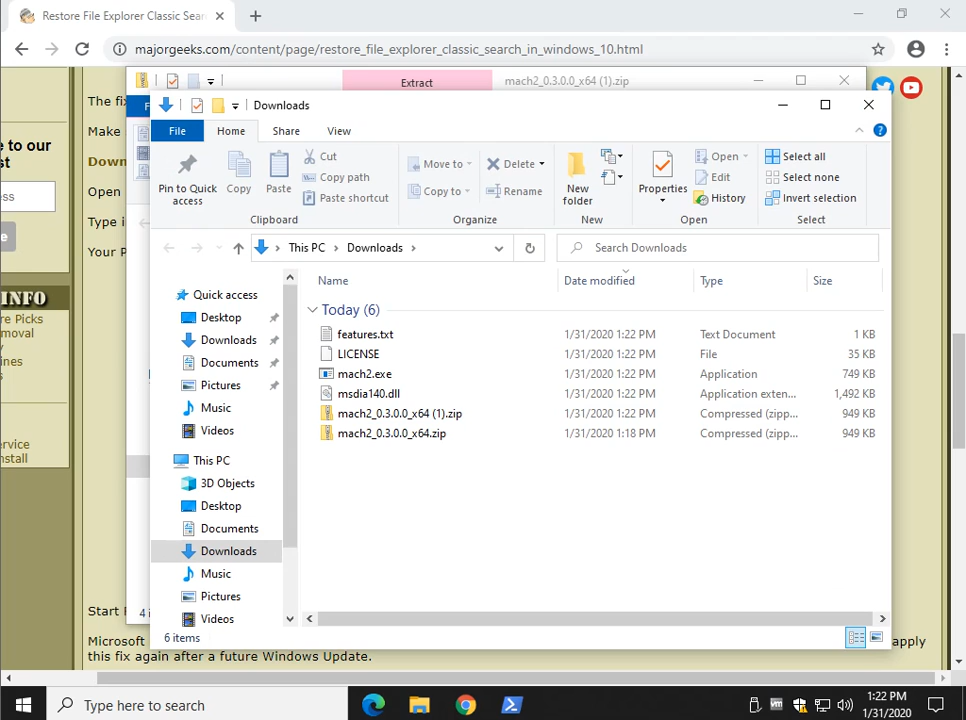 Restore File Explorer Classic Sear
majorgeeks.com/content/page/restore_file_explorer_classic_search_in_windows_10.html
Extract
mach2_0.3.0.0_x64 (1).zip
Downloads
File
Home
Share
View
Pin to Quick access
Copy
Paste
Cut
Copy path
Paste shortcut
Clipboard
Move to
Copy to
Delete
Rename
Organize
New folder
New
Properties
Open
Edit
History
Open
Select all
Select none
Invert selection
Select
This PC > Downloads >
Search Downloads
Name Date modified Type Size
Today (6)
features.txt 1/31/2020 1:22 PM Text Document 1 KB
LICENSE 1/31/2020 1:22 PM File 35 KB
mach2.exe 1/31/2020 1:22 PM Application 749 KB
msdia140.dll 1/31/2020 1:22 PM Application exten... 1,492 KB
mach2_0.3.0.0_x64 (1).zip 1/31/2020 1:22 PM Compressed (zipp... 949 KB
mach2_0.3.0.0_x64.zip 1/31/2020 1:18 PM Compressed (zipp... 949 KB
Quick access
Desktop
Downloads
Documents
Pictures
Music
Videos
This PC
3D Objects
Desktop
Documents
Downloads
Music
Pictures
Videos
6 items
The fi
Make
Down
Open
Type i
Your P
4 i
Start
Microsoft
apply
this fix again after a future Windows Update.
e to our
st
ess
e
INFO
re Picks
moval
y
ines
s
ervice
nstall
Type here to search
1:22 PM
1/31/2020